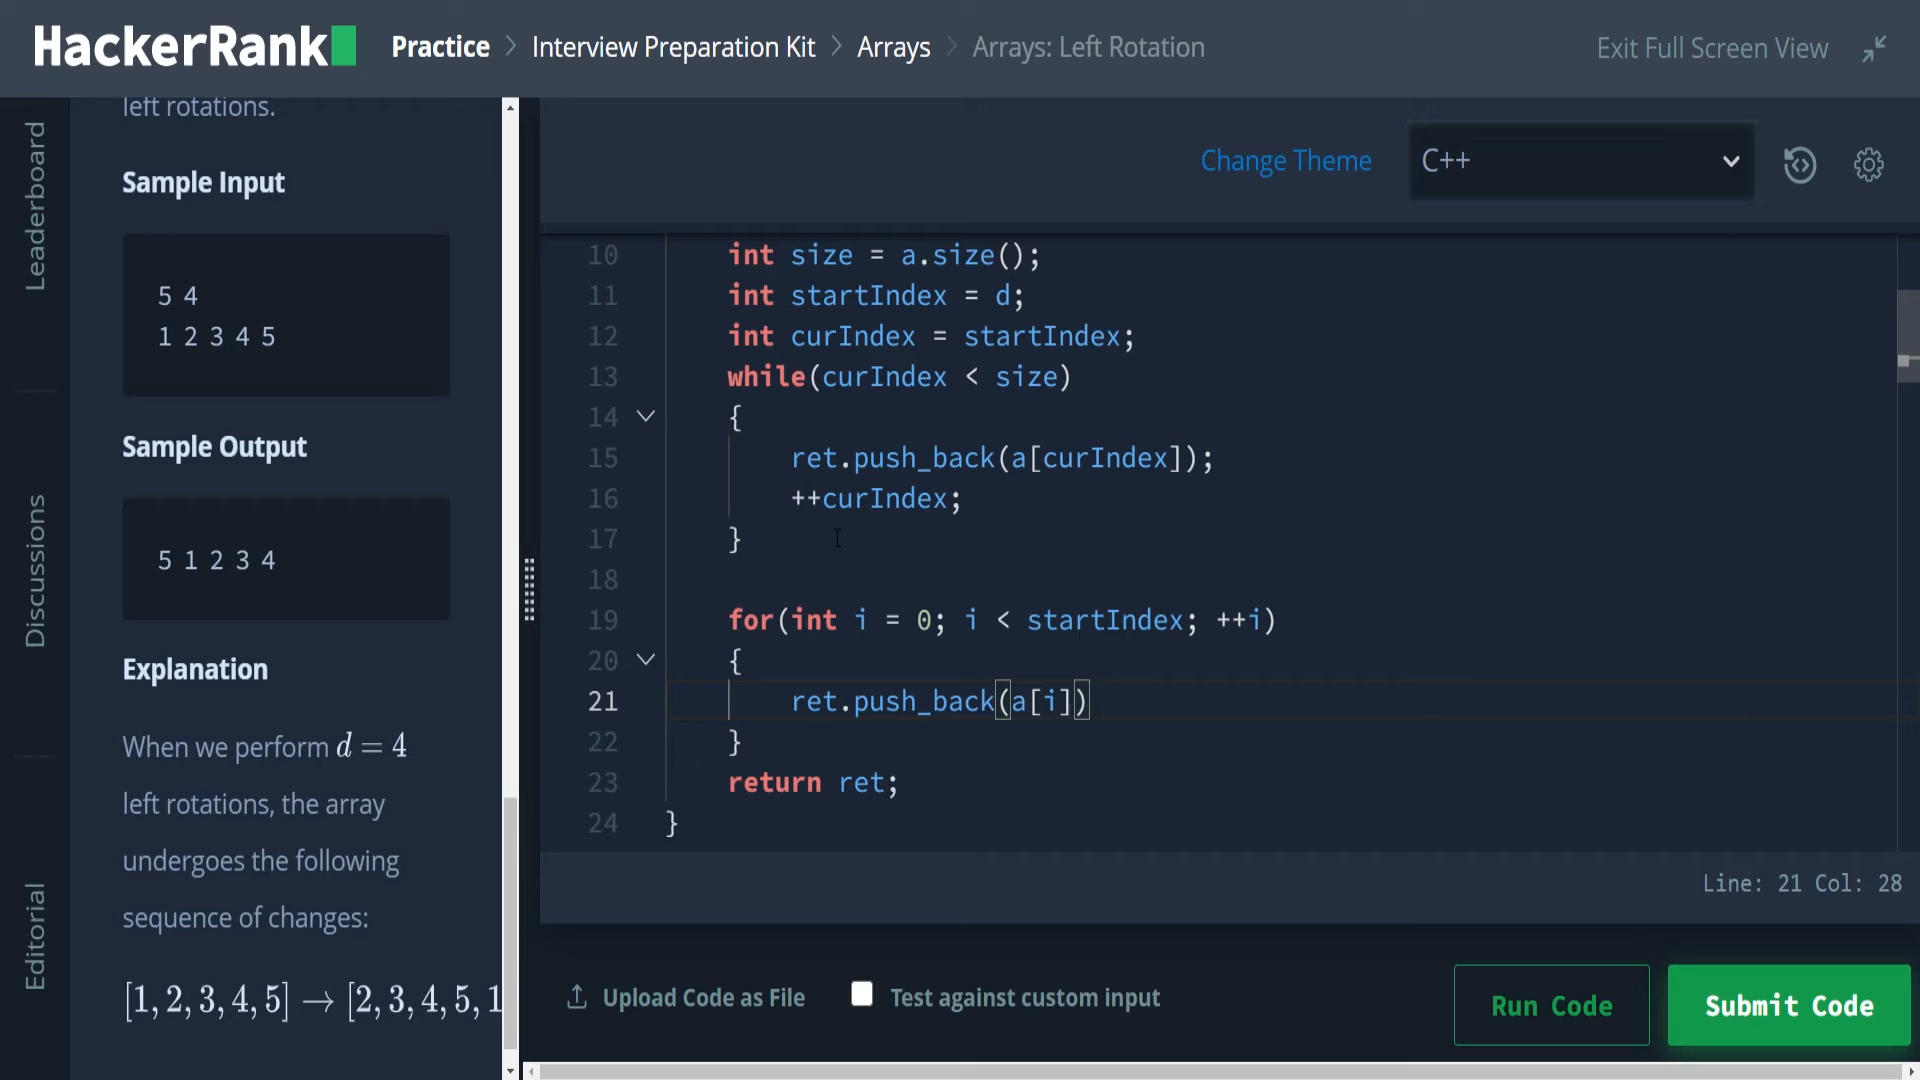 HackerRank
Practice > Interview Preparation Kit > Arrays > Arrays: Left Rotation
Exit Full Screen View
Leaderboard
Discussions
Editorial
left rotations.
Sample Input
5 4
1 2 3 4 5
Sample Output
5 1 2 3 4
Explanation
When we perform d = 4
left rotations, the array
undergoes the following
sequence of changes:
[1, 2, 3, 4, 5] → [2, 3, 4, 5, 1
Change Theme
C++
10 int size = a.size();
11 int startIndex = d;
12 int curIndex = startIndex;
13 while(curIndex < size)
14 {
15 ret.push_back(a[curIndex]);
16 ++curIndex;
17 }
18
19 for(int i = 0; i < startIndex; ++i)
20 {
21 ret.push_back(a[i])
22 }
23 return ret;
24 }
Line: 21 Col: 28
Upload Code as File
Test against custom input
Run Code
Submit Code